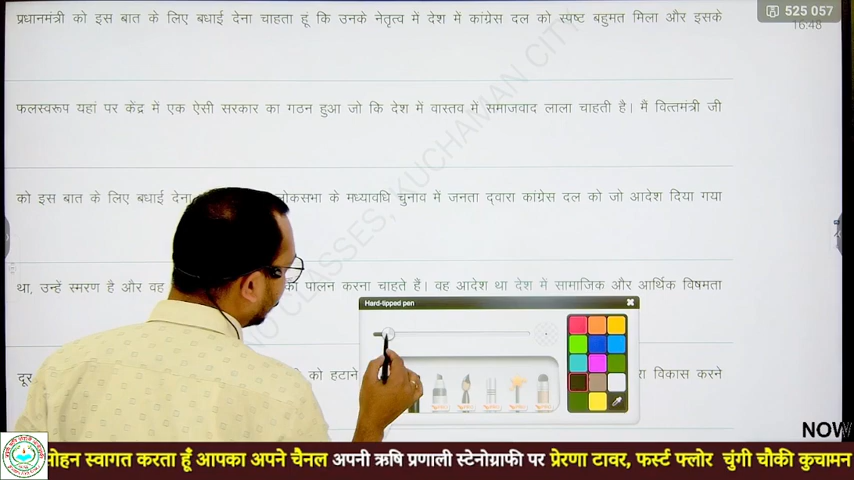 प्रधानमंत्री को इस बात के लिए बधाई देना चाहता हूं कि उनके नेतृत्व में देश में कांग्रेस दल को स्पष्ट बहुमत मिला और इसके
525 057
16:48
फलस्वरूप यहां पर केंद्र में एक ऐसी सरकार का गठन हुआ जो कि देश में वास्तव में समाजवाद लाला चाहती है। मैं वित्तमंत्री जी
को इस बात के लिए बधाई देना लोकसभा के मध्यावधि चुनाव में जनता द्वारा कांग्रेस दल को जो आदेश दिया गया
था, उन्हें स्मरण है और वह का पालन करना चाहते हैं। वह आदेश था देश में सामाजिक और आर्थिक विषमता
Hard-tipped pen
दूर को हटाने विकास करने
CLASSES, KUCHAMAN CITY
NOW
मोहन स्वागत करता हूँ आपका अपने चैनल अपनी ऋषि प्रणाली स्टेनोग्राफी पर प्रेरणा टावर, फर्स्ट फ्लोर चुंगी चौकी कुचामन